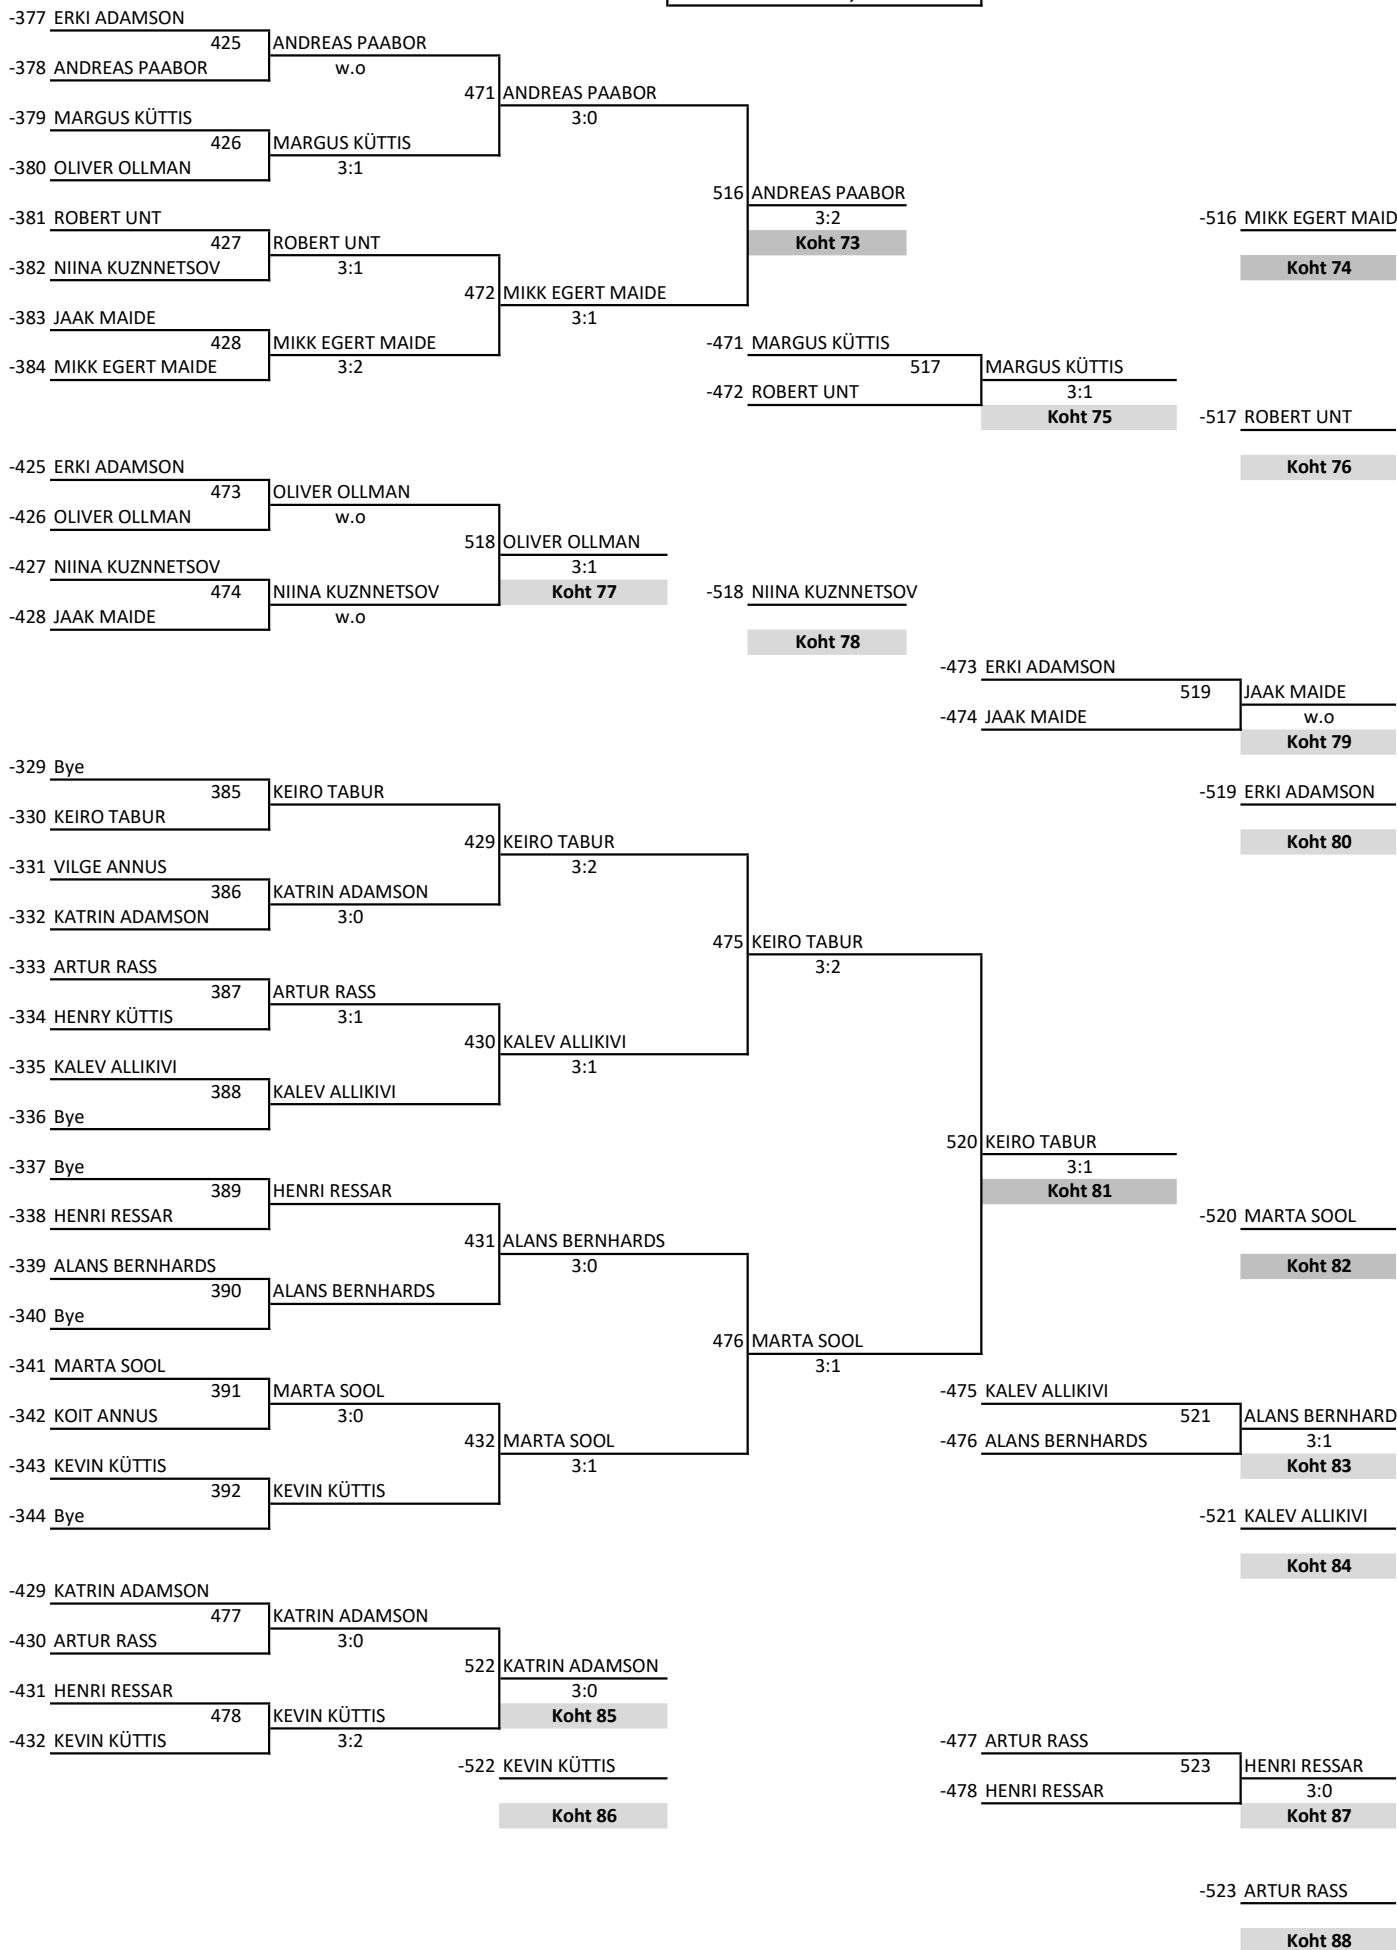 -377 ERKI ADAMSON
425 ANDREAS PAABOR
-378 ANDREAS PAABOR w.o
471 ANDREAS PAABOR
-379 MARGUS KÜTTIS 3:0
426 MARGUS KÜTTIS
-380 OLIVER OLLMAN 3:1
516 ANDREAS PAABOR
-381 ROBERT UNT 3:2 -516 MIKK EGERT MAID
427 ROBERT UNT Koht 73
-382 NIINA KUZNNETSOV 3:1 Koht 74
472 MIKK EGERT MAIDE
-383 JAAK MAIDE 3:1
428 MIKK EGERT MAIDE -471 MARGUS KÜTTIS
-384 MIKK EGERT MAIDE 3:2 517 MARGUS KÜTTIS
-472 ROBERT UNT 3:1
Koht 75 -517 ROBERT UNT
-425 ERKI ADAMSON Koht 76
473 OLIVER OLLMAN
-426 OLIVER OLLMAN w.o
518 OLIVER OLLMAN
-427 NIINA KUZNNETSOV 3:1
474 NIINA KUZNNETSOV Koht 77 -518 NIINA KUZNNETSOV
-428 JAAK MAIDE w.o
Koht 78
-473 ERKI ADAMSON
519 JAAK MAIDE
-474 JAAK MAIDE w.o
Koht 79
-329 Bye
385 KEIRO TABUR -519 ERKI ADAMSON
-330 KEIRO TABUR
429 KEIRO TABUR Koht 80
-331 VILGE ANNUS 3:2
386 KATRIN ADAMSON
-332 KATRIN ADAMSON 3:0
475 KEIRO TABUR
-333 ARTUR RASS 3:2
387 ARTUR RASS
-334 HENRY KÜTTIS 3:1
430 KALEV ALLIKIVI
-335 KALEV ALLIKIVI 3:1
388 KALEV ALLIKIVI
-336 Bye
520 KEIRO TABUR
-337 Bye 3:1
389 HENRI RESSAR Koht 81
-338 HENRI RESSAR -520 MARTA SOOL
431 ALANS BERNHARDS
-339 ALANS BERNHARDS 3:0 Koht 82
390 ALANS BERNHARDS
-340 Bye
476 MARTA SOOL
-341 MARTA SOOL 3:1
391 MARTA SOOL -475 KALEV ALLIKIVI
-342 KOIT ANNUS 3:0 521 ALANS BERNHARD
432 MARTA SOOL -476 ALANS BERNHARDS 3:1
-343 KEVIN KÜTTIS 3:1 Koht 83
392 KEVIN KÜTTIS
-344 Bye -521 KALEV ALLIKIVI
Koht 84
-429 KATRIN ADAMSON
477 KATRIN ADAMSON
-430 ARTUR RASS 3:0
522 KATRIN ADAMSON
-431 HENRI RESSAR 3:0
478 KEVIN KÜTTIS Koht 85
-432 KEVIN KÜTTIS 3:2 -477 ARTUR RASS
-522 KEVIN KÜTTIS 523 HENRI RESSAR
-478 HENRI RESSAR 3:0
Koht 86 Koht 87
-523 ARTUR RASS
Koht 88